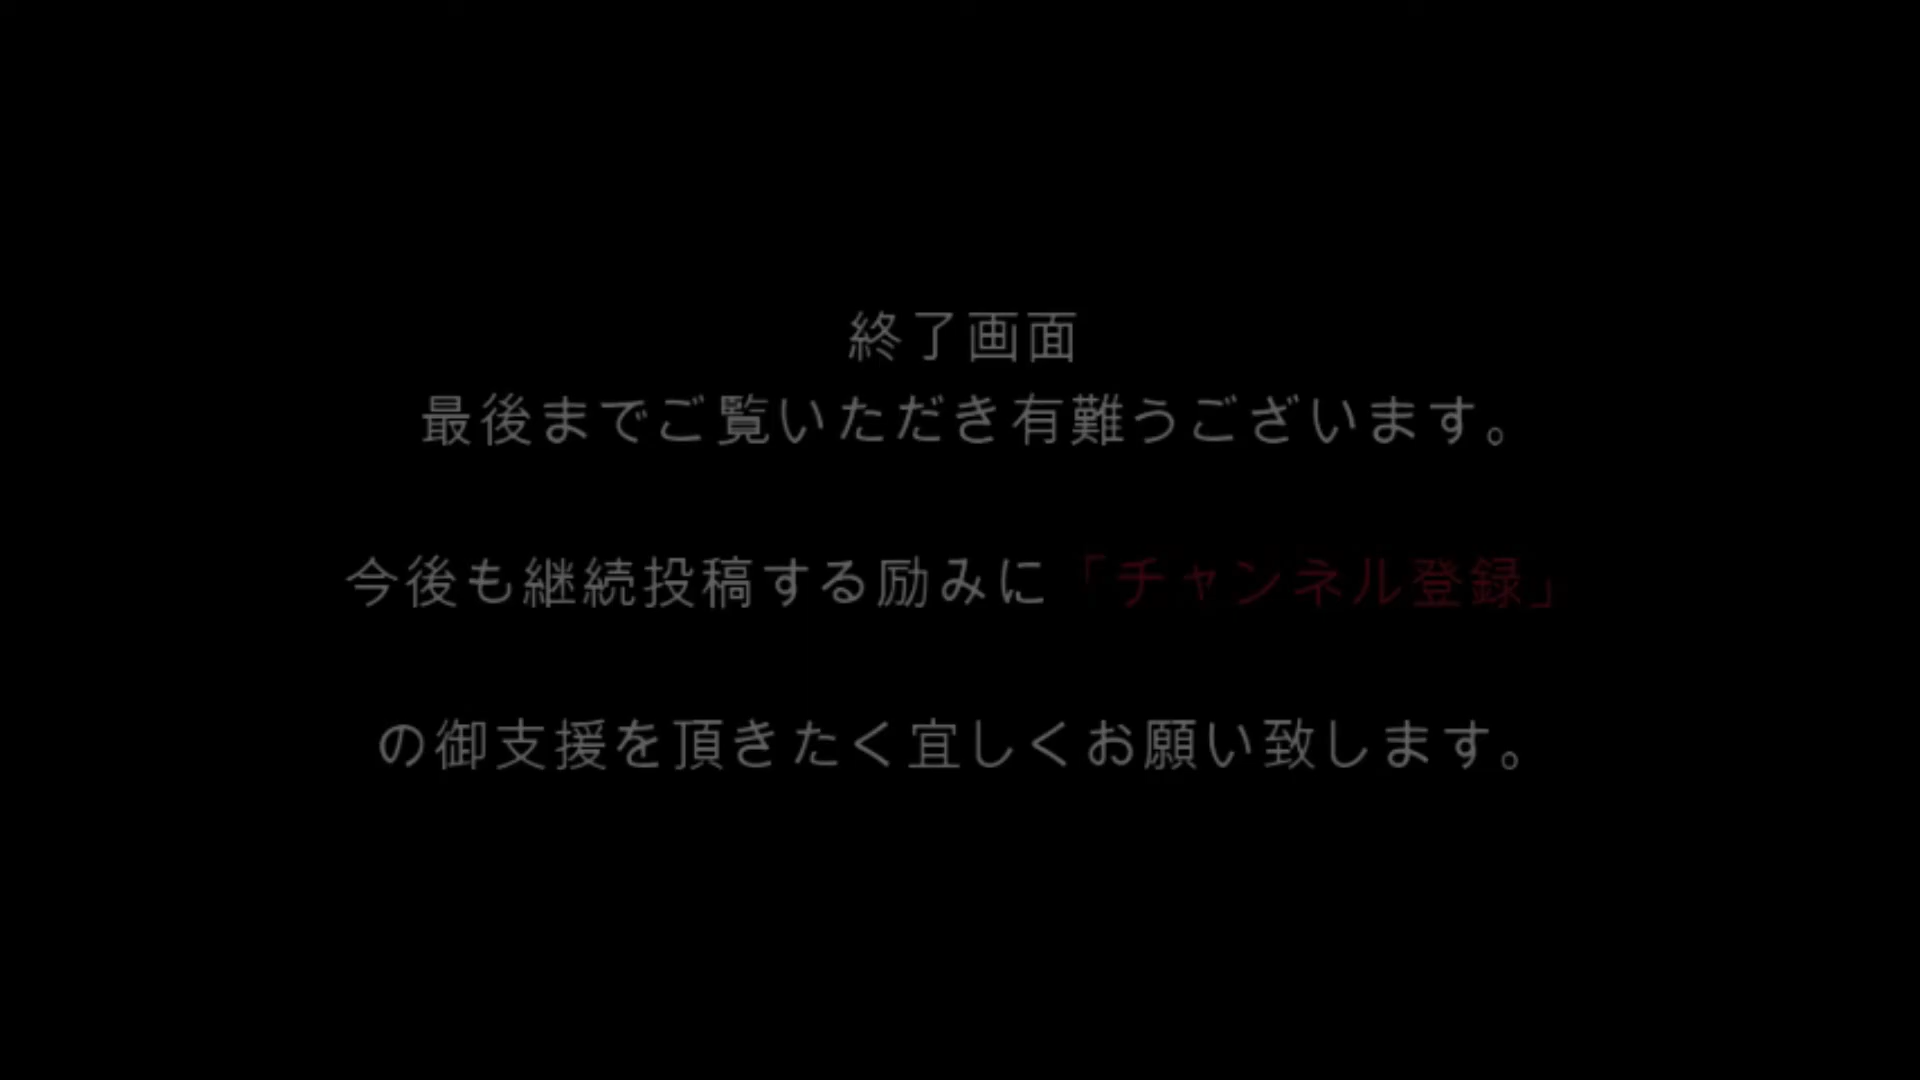 終了画面
最後までご覧いただき有難うございます。
今後も継続投稿する励みに「チャンネル登録」
の御支援を頂きたく宜しくお願い致します。